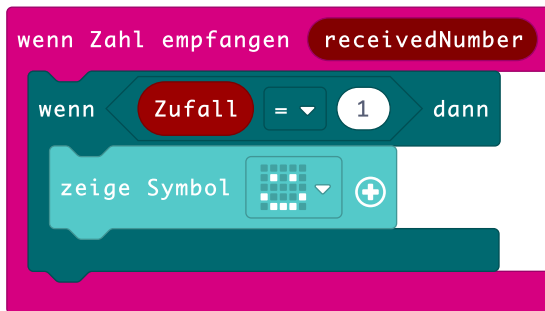 wenn Zahl empfangen receivedNumber
wenn Zufall = 1 dann
zeige Symbol